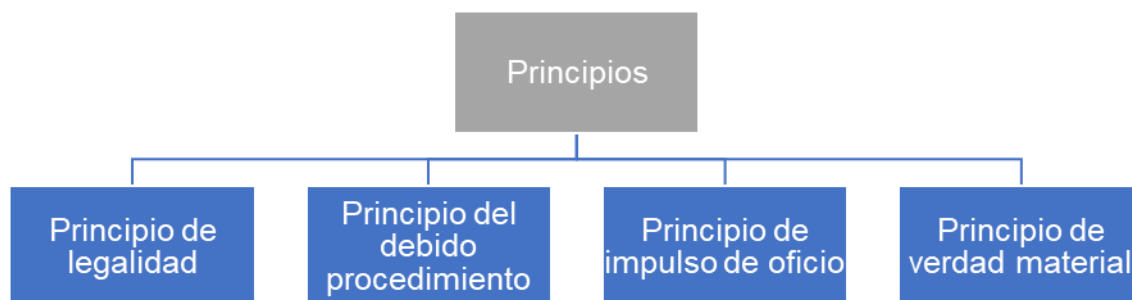 Principios
Principio de
legalidad
Principio del
debido
procedimiento
Principio de
impulso de oficio
Principio de
verdad material